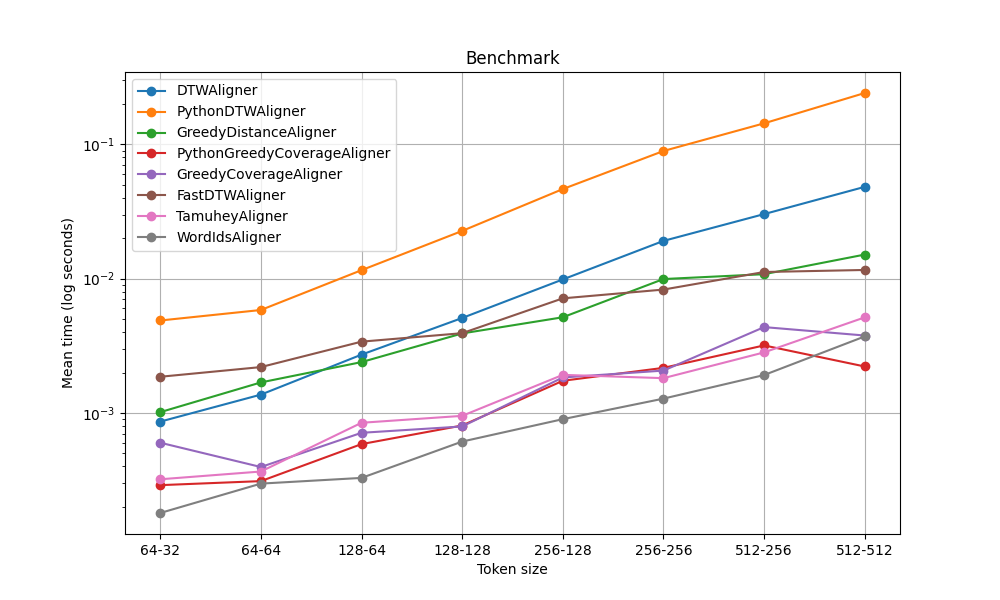 Benchmark
DTWAligner
PythonDTWAligner
GreedyDistanceAligner
PythonGreedyCoverageAligner
GreedyCoverageAligner
FastDTWAligner
TamuheyAligner
WordIdsAligner
Mean time (log seconds)
10⁻¹
10⁻²
10⁻³
64-32 64-64 128-64 128-128 256-128 256-256 512-256 512-512
Token size